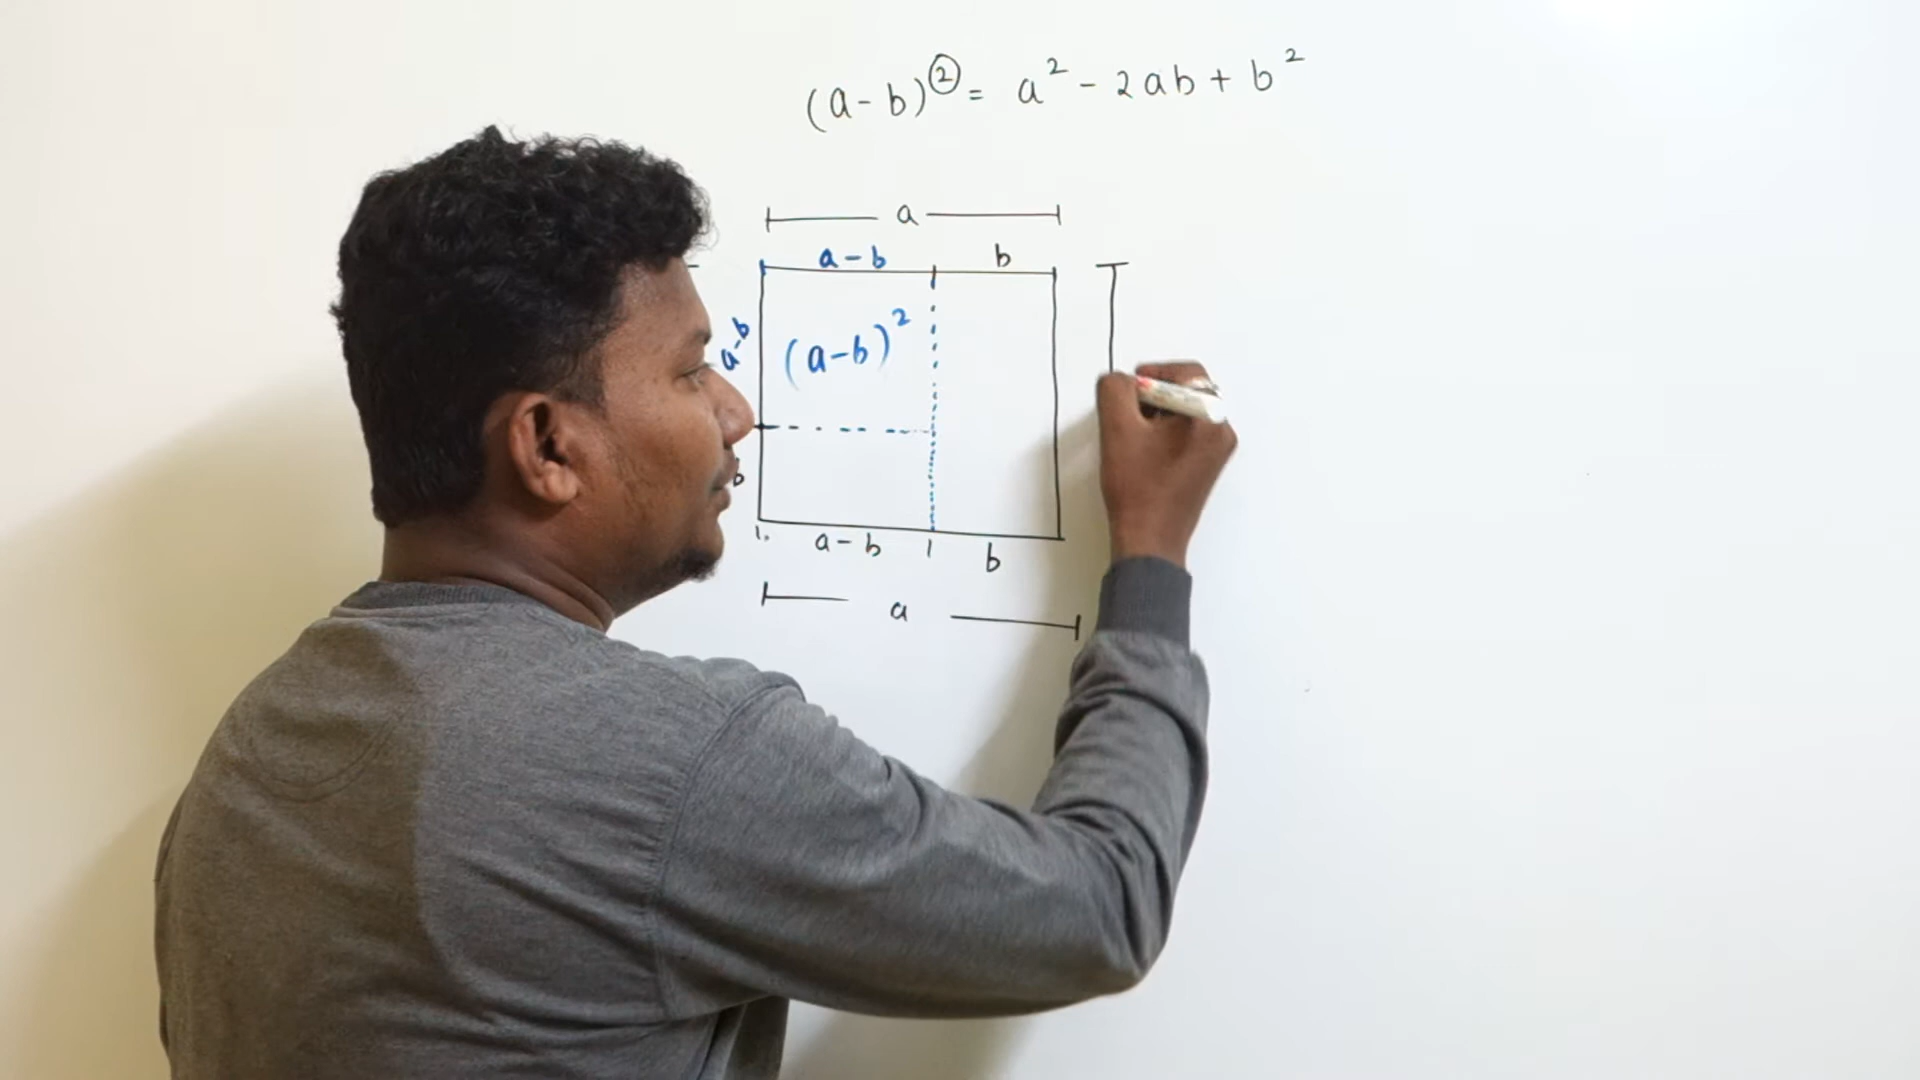 (a-b)² = a² - 2ab + b²
a
a-b b
a-b
(a-b)²
b
a-b b
a